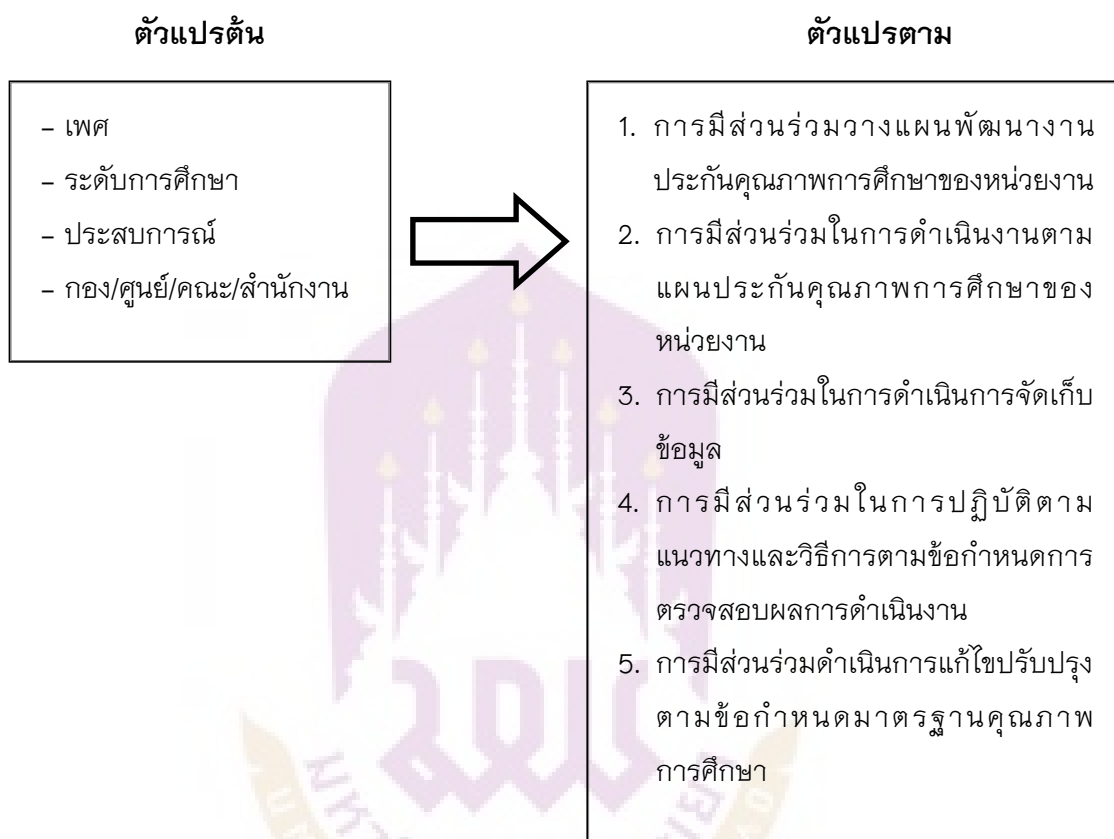 ตัวแปรต้น
ตัวแปรตาม
– เพศ
– ระดับการศึกษา
– ประสบการณ์
– กอง/ศูนย์/คณะ/สำนักงาน
1. การมีส่วนร่วมวางแผนพัฒนางาน
ประกันคุณภาพการศึกษาของหน่วยงาน
2. การมีส่วนร่วมในการดำเนินงานตาม
แผนประกันคุณภาพการศึกษาของ
หน่วยงาน
3. การมีส่วนร่วมในการดำเนินการจัดเก็บ
ข้อมูล
4. การมีส่วนร่วมในการปฏิบัติตาม
แนวทางและวิธีการตามข้อกำหนดการ
ตรวจสอบผลการดำเนินงาน
5. การมีส่วนร่วมดำเนินการแก้ไขปรับปรุง
ตามข้อกำหนดมาตรฐานคุณภาพ
การศึกษา